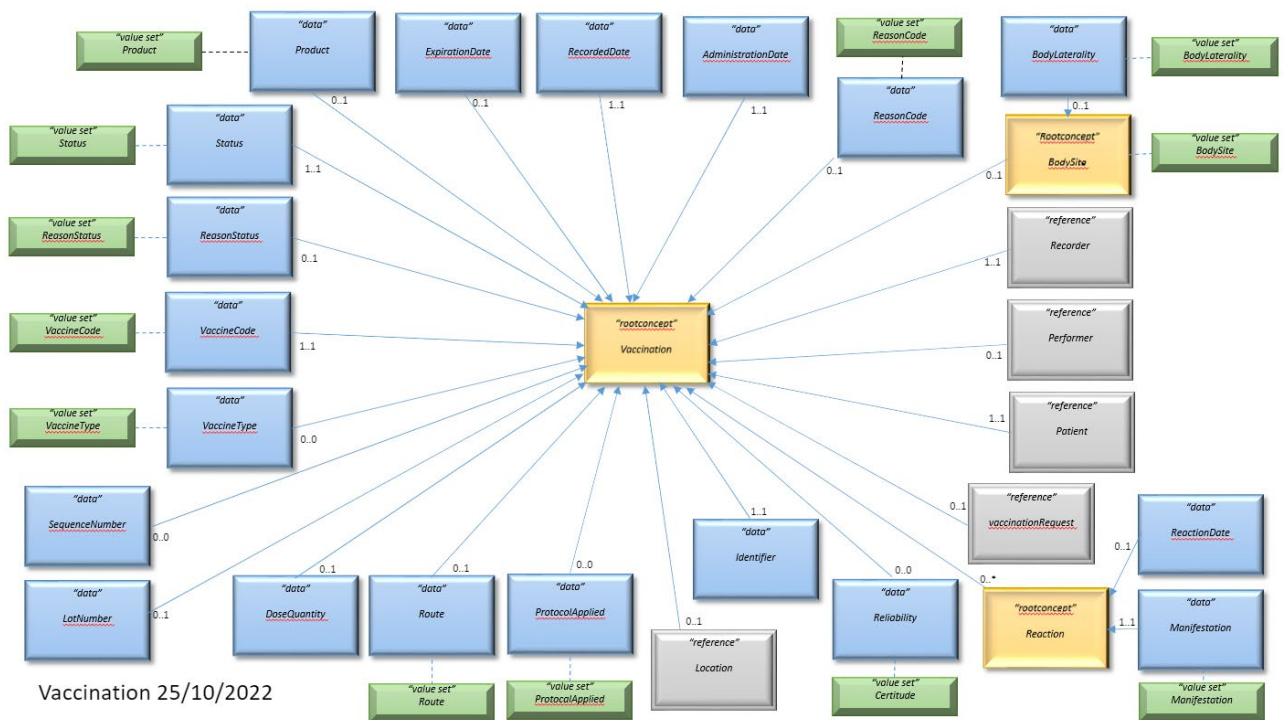 “value set”
Product
“data”
Product
0..1
“data”
ExpirationDate
0..1
“data”
RecordedDate
1..1
“data”
AdministrationDate
1..1
“value set”
ReasonCode
“data”
ReasonCode
0..1
“data”
BodyLaterality
0..1
“value set”
BodyLaterality
“Rootconcept”
BodySite
0..1
“value set”
BodySite
“value set”
Status
“data”
Status
1..1
“value set”
ReasonStatus
“data”
ReasonStatus
0..1
“reference”
Recorder
1..1
“value set”
VaccineCode
“data”
VaccineCode
1..1
“rootconcept”
Vaccination
“reference”
Performer
0..1
“value set”
VaccineType
“data”
VaccineType
0..0
“reference”
Patient
1..1
“data”
SequenceNumber
0..0
“reference”
vaccinationRequest
0..1
“data”
ReactionDate
0..1
“data”
LotNumber
0..1
“data”
DoseQuantity
0..1
“data”
Route
0..1
“data”
ProtocalApplied
0..0
1..1
“data”
Identifier
0..1
“reference”
Location
0..0
“data”
Reliability
0..*
“rootconcept”
Reaction
1..1
“data”
Manifestation
“value set”
Route
“value set”
ProtocalApplied
“value set”
Certitude
“value set”
Manifestation
Vaccination 25/10/2022